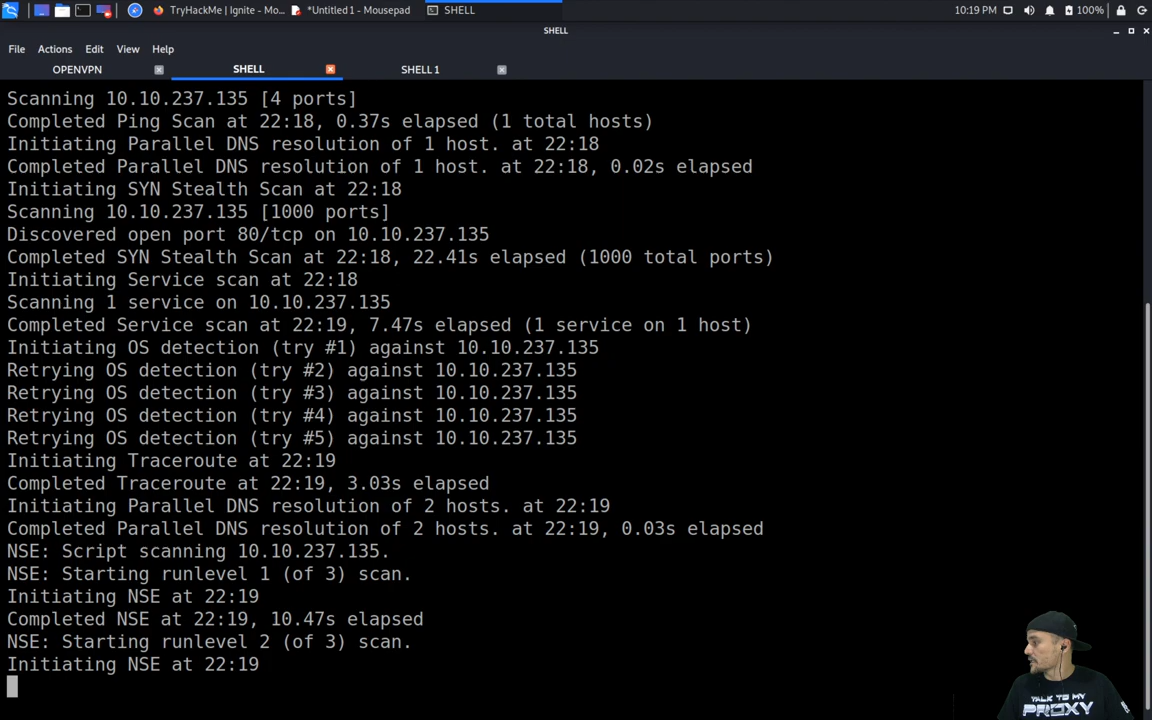 TryHackMe | Ignite - Mo...
*Untitled 1 - Mousepad
SHELL
10:19 PM
100%
SHELL
File Actions Edit View Help
OPENVPN
SHELL
SHELL 1
Scanning 10.10.237.135 [4 ports]
Completed Ping Scan at 22:18, 0.37s elapsed (1 total hosts)
Initiating Parallel DNS resolution of 1 host. at 22:18
Completed Parallel DNS resolution of 1 host. at 22:18, 0.02s elapsed
Initiating SYN Stealth Scan at 22:18
Scanning 10.10.237.135 [1000 ports]
Discovered open port 80/tcp on 10.10.237.135
Completed SYN Stealth Scan at 22:18, 22.41s elapsed (1000 total ports)
Initiating Service scan at 22:18
Scanning 1 service on 10.10.237.135
Completed Service scan at 22:19, 7.47s elapsed (1 service on 1 host)
Initiating OS detection (try #1) against 10.10.237.135
Retrying OS detection (try #2) against 10.10.237.135
Retrying OS detection (try #3) against 10.10.237.135
Retrying OS detection (try #4) against 10.10.237.135
Retrying OS detection (try #5) against 10.10.237.135
Initiating Traceroute at 22:19
Completed Traceroute at 22:19, 3.03s elapsed
Initiating Parallel DNS resolution of 2 hosts. at 22:19
Completed Parallel DNS resolution of 2 hosts. at 22:19, 0.03s elapsed
NSE: Script scanning 10.10.237.135.
NSE: Starting runlevel 1 (of 3) scan.
Initiating NSE at 22:19
Completed NSE at 22:19, 10.47s elapsed
NSE: Starting runlevel 2 (of 3) scan.
Initiating NSE at 22:19
TALK TO MY
PROXY